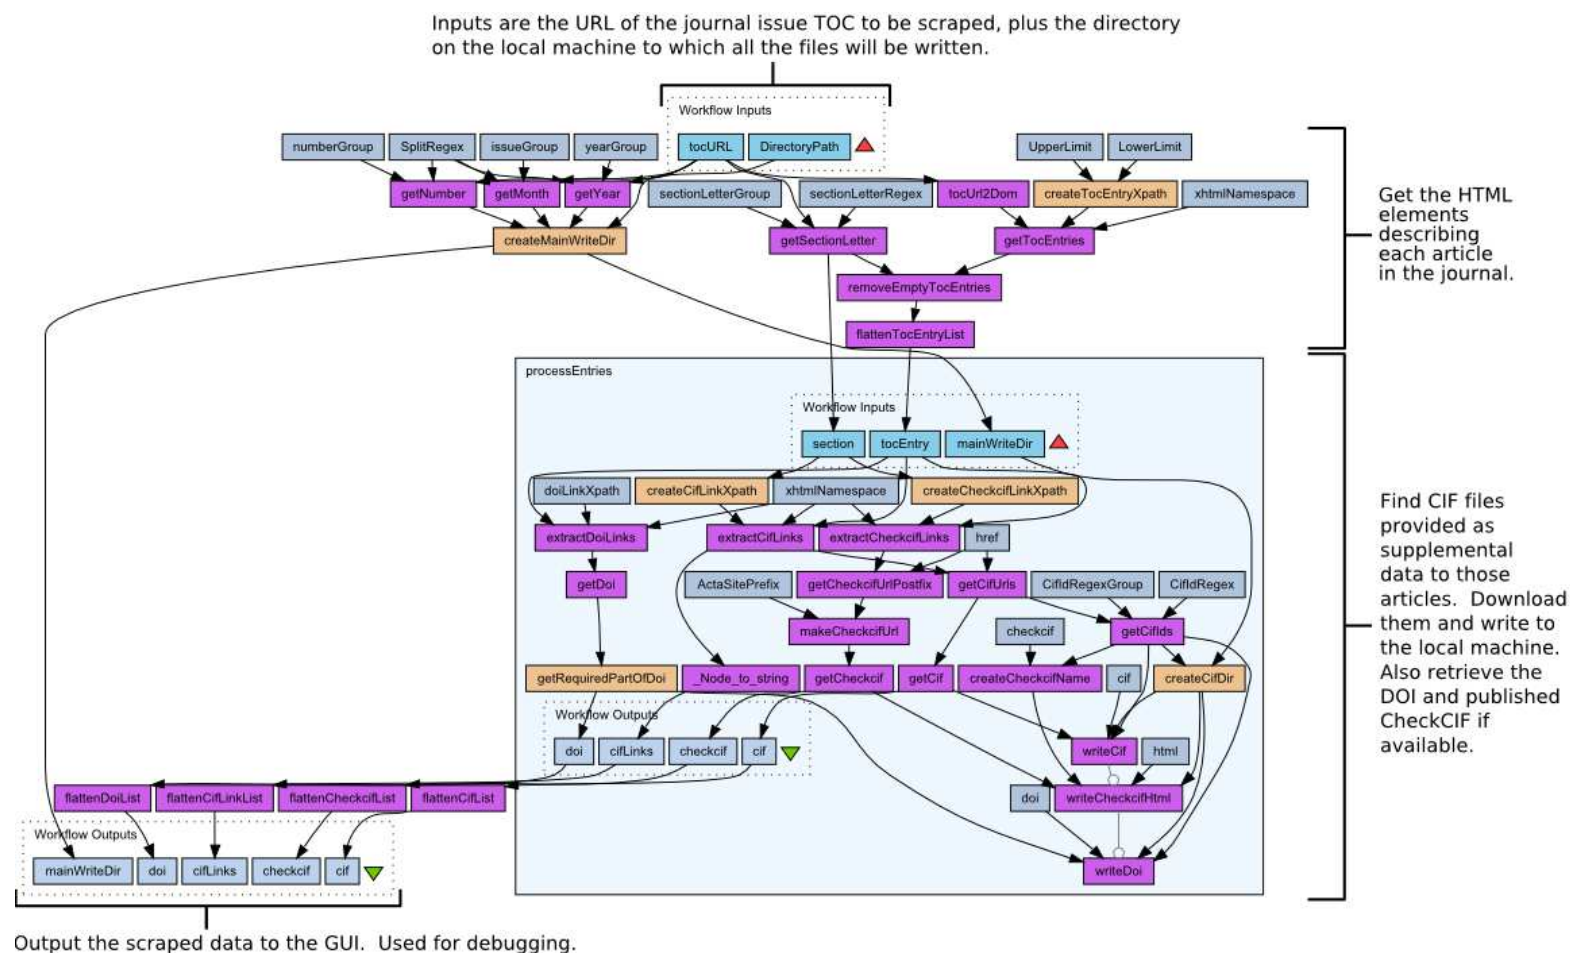 Inputs are the URL of the journal issue TOC to be scraped, plus the directory
on the local machine to which all the files will be written.
Workflow Inputs
numberGroup SplitRegex issueGroup yearGroup tocURL DirectoryPath UpperLimit LowerLimit
getNumber getMonth getYear sectionLetterGroup sectionLetterRegex tocUrl2Dom createTocEntryXpath xhtmlNamespace
createMainWriteDir getSectionLetter getTocEntries
removeEmptyTocEntries
flattenTocEntryList
Get the HTML
elements
describing
each article
in the journal.
processEntries
Workflow Inputs
section tocEntry mainWriteDir
doiLinkXpath createCifLinkXpath xhtmlNamespace createCheckcifLinkXpath
extractDoiLinks extractCifLinks extractCheckcifLinks href
getDoi ActaSitePrefix getCheckcifUrlPostfix getCifUrls CifIdRegexGroup CifIdRegex
makeCheckcifUrl checkcif getCifIds
getRequiredPartOfDoi _Node_to_string getCheckcif getCif createCheckcifName cif createCifDir
Workflow Outputs
doi cifLinks checkcif cif writeCif html
flattenDoiList flattenCifLinkList flattenCheckcifList flattenCifList doi writeCheckcifHtml
Workflow Outputs
mainWriteDir doi cifLinks checkcif cif writeDoi
Find CIF files
provided as
supplemental
data to those
articles. Download
them and write to
the local machine.
Also retrieve the
DOI and published
CheckCIF if
available.
Output the scraped data to the GUI. Used for debugging.